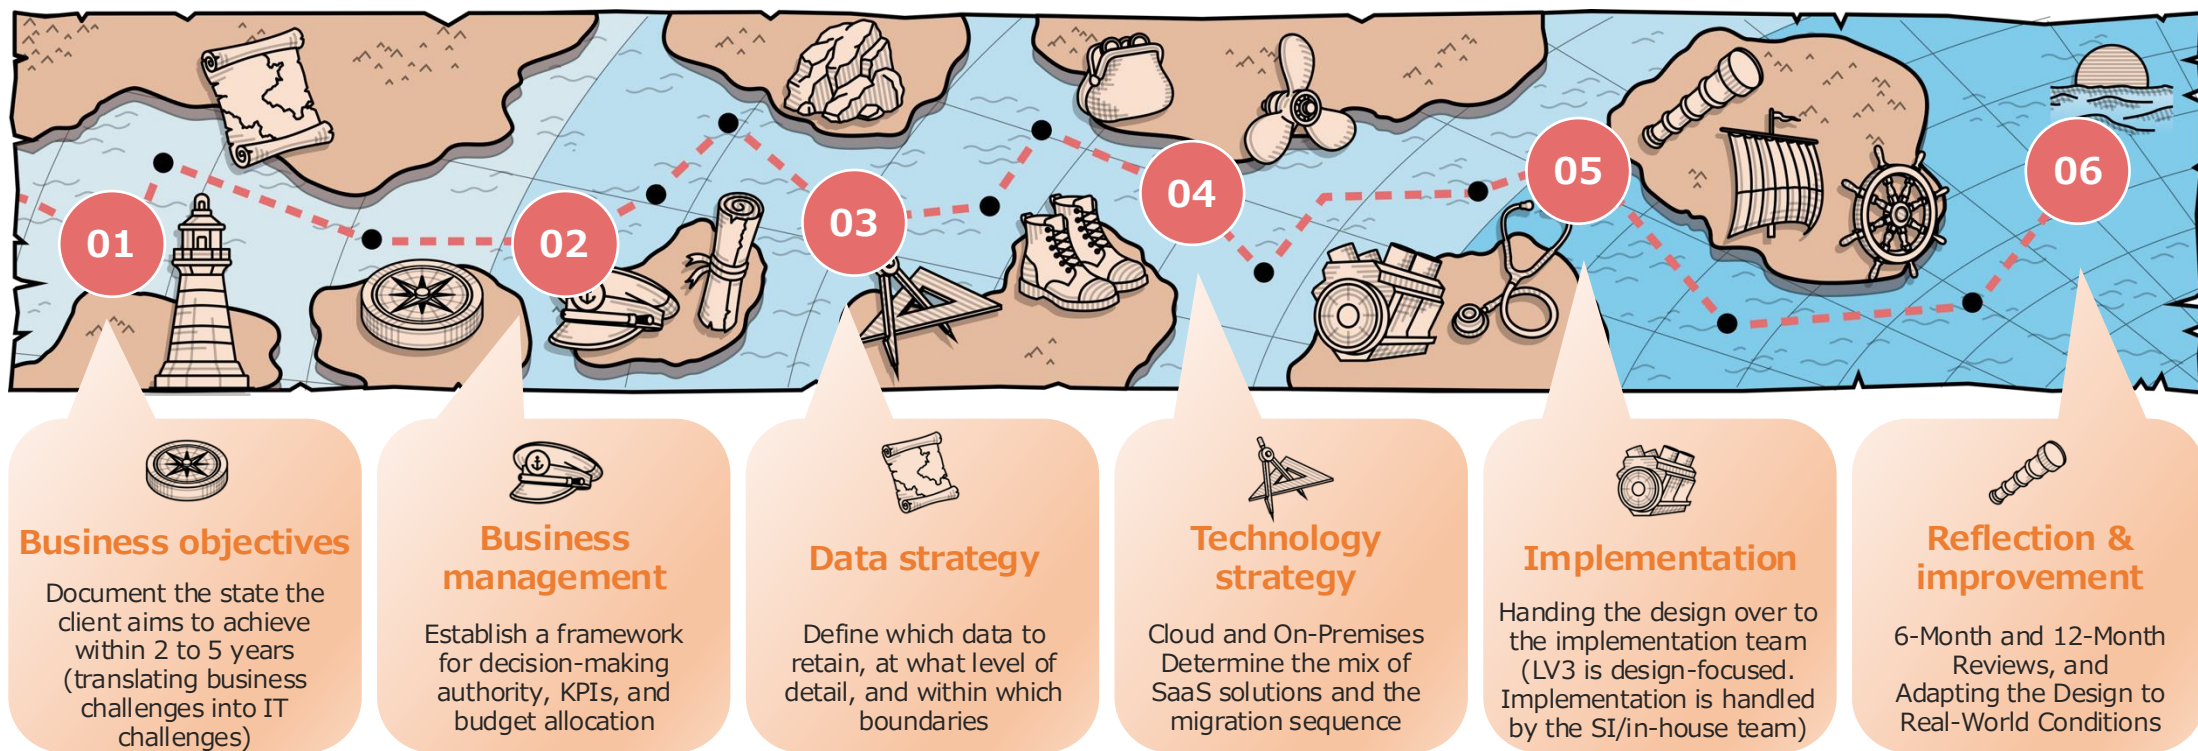 01
02
03
04
05
06
Business objectives
Document the state the
client aims to achieve
within 2 to 5 years
(translating business
challenges into IT
challenges)
Business
management
Establish a framework
for decision-making
authority, KPIs, and
budget allocation
Data strategy
Define which data to
retain, at what level of
detail, and within which
boundaries
Technology
strategy
Cloud and On-Premises
Determine the mix of
SaaS solutions and the
migration sequence
Implementation
Handing the design over to
the implementation team
(LV3 is design-focused.
Implementation is handled
by the SI/in-house team)
Reflection &
improvement
6-Month and 12-Month
Reviews, and
Adapting the Design to
Real-World Conditions